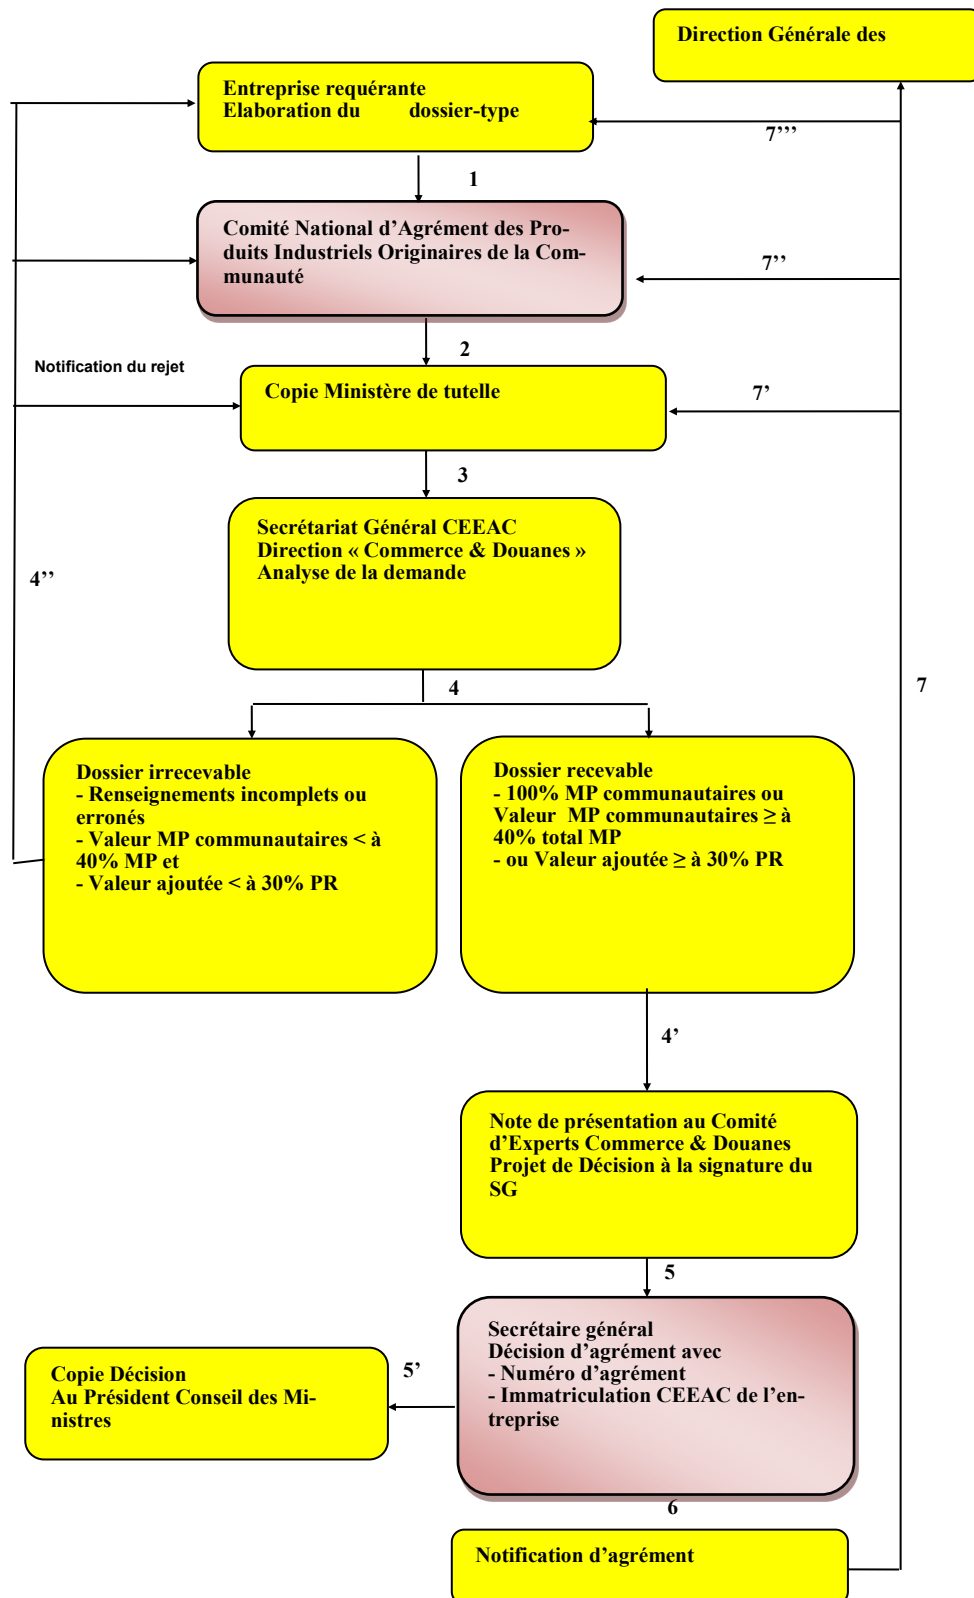 Direction Générale des
Entreprise requérante
Elaboration du dossier-type
7’’’
1
Comité National d’Agrément des Pro-
duits Industriels Originaires de la Com-
munauté
7’’
2
Notification du rejet
Copie Ministère de tutelle
7’
3
Secrétariat Général CEEAC
Direction « Commerce & Douanes »
Analyse de la demande
4’’
4
7
Dossier irrecevable
- Renseignements incomplets ou
erronés
- Valeur MP communautaires < à
40% MP et
- Valeur ajoutée < à 30% PR
Dossier recevable
- 100% MP communautaires ou
Valeur MP communautaires ≥ à
40% total MP
- ou Valeur ajoutée ≥ à 30% PR
4’
Note de présentation au Comité
d’Experts Commerce & Douanes
Projet de Décision à la signature du
SG
5
Secrétaire général
Décision d’agrément avec
- Numéro d’agrément
- Immatriculation CEEAC de l’en-
treprise
5’
Copie Décision
Au Président Conseil des Mi-
nistres
6
Notification d’agrément